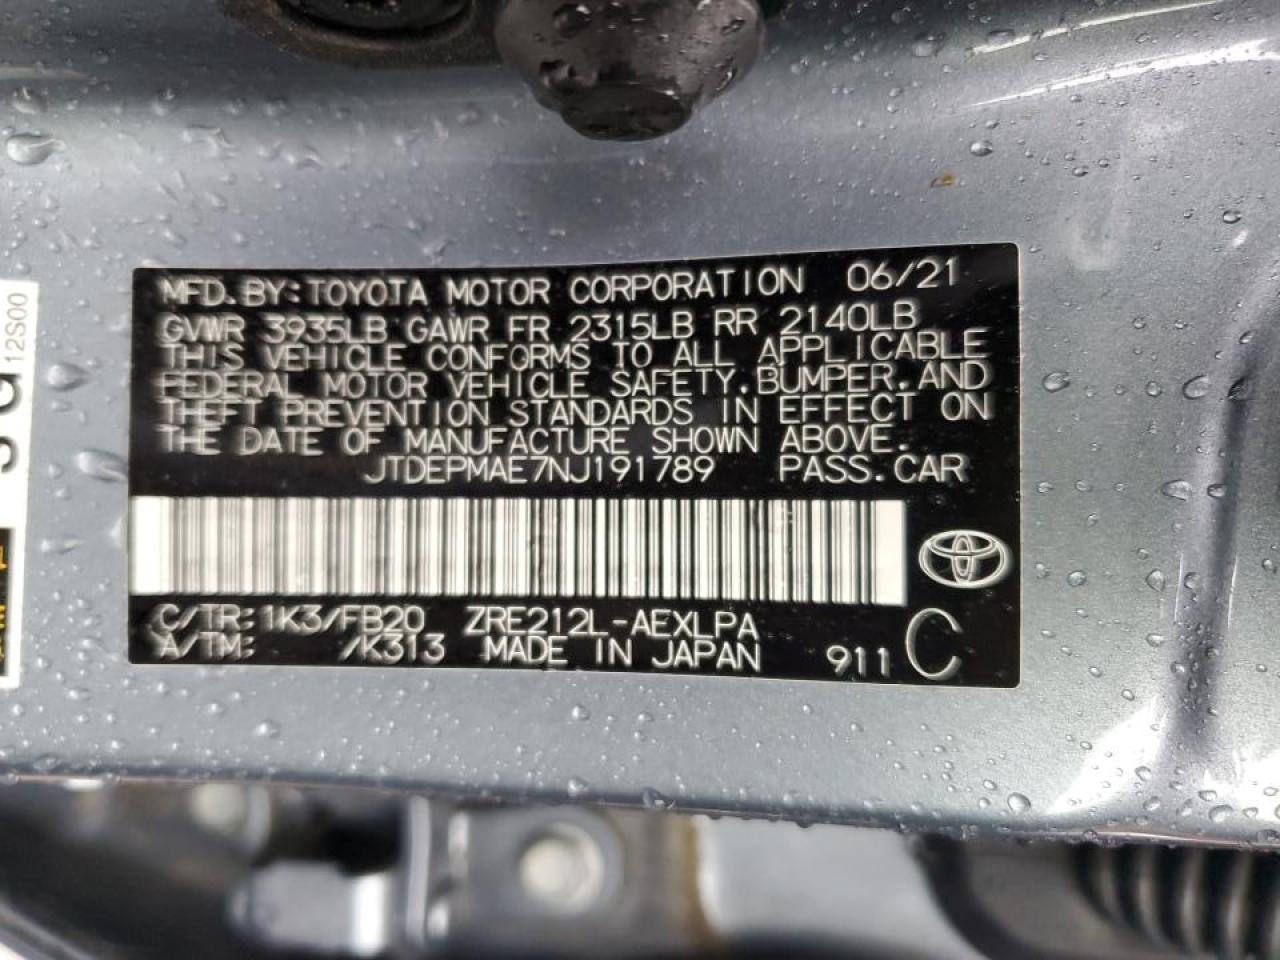 MFD.BY:TOYOTA MOTOR CORPORATION 06/21
GVWR 3935LB GAWR FR 2315LB RR 2140LB
THIS VEHICLE CONFORMS TO ALL APPLICABLE
FEDERAL MOTOR VEHICLE SAFETY,BUMPER,AND
THEFT PREVENTION STANDARDS IN EFFECT ON
THE DATE OF MANUFACTURE SHOWN ABOVE.
JTDEPMAE7NJ191789 PASS.CAR
C/TR:1K3/FB20 ZRE212L-AEXLPA
A/TM: /K313 MADE IN JAPAN 911 C
12S00